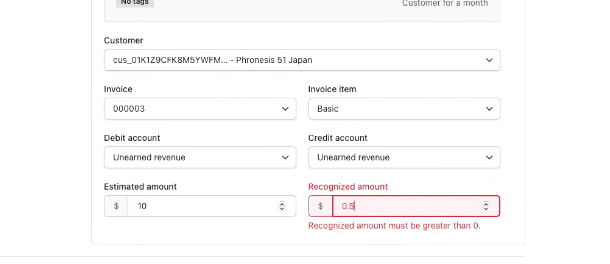 No tags
Customer for a month
Customer
cus_01K1Z9CFK8M5YWFM... - Phronesis 51 Japan
Invoice
Invoice item
000003
Basic
Debit account
Credit account
Unearned revenue
Unearned revenue
Estimated amount
Recognized amount
$ 10
$ 0.5
Recognized amount must be greater than 0.